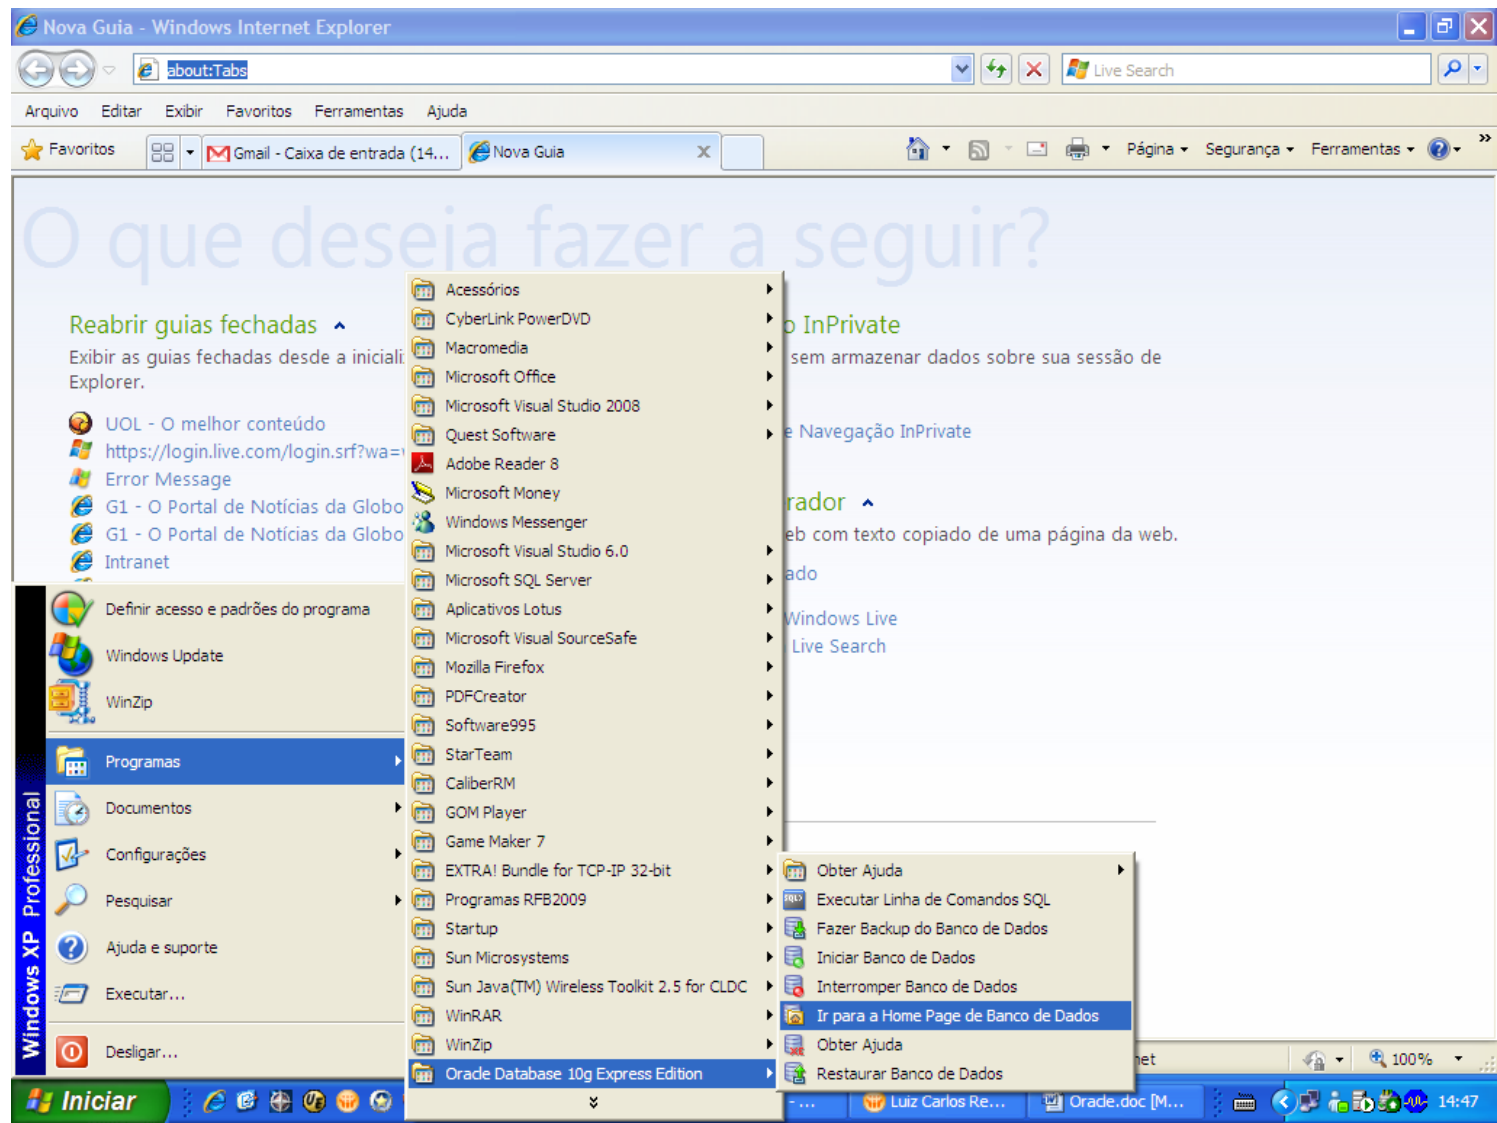 Nova Guia - Windows Internet Explorer
about:Tabs
Live Search
Arquivo Editar Exibir Favoritos Ferramentas Ajuda
Favoritos
Gmail - Caixa de entrada (14...
Nova Guia
Página
Segurança
Ferramentas
O que deseja fazer a seguir?
Reabrir guias fechadas
Exibir as guias fechadas desde a iniciali
Explorer.
UOL - O melhor conteúdo
https://login.live.com/login.srf?wa=
Error Message
G1 - O Portal de Notícias da Globo
G1 - O Portal de Notícias da Globo
Intranet
InPrivate
sem armazenar dados sobre sua sessão de
e Navegação InPrivate
rador
eb com texto copiado de uma página da web.
ado
Windows Live
Live Search
Windows XP Professional
Definir acesso e padrões do programa
Windows Update
WinZip
Programas
Documentos
Configurações
Pesquisar
Ajuda e suporte
Executar...
Desligar...
Acessórios
CyberLink PowerDVD
Macromedia
Microsoft Office
Microsoft Visual Studio 2008
Quest Software
Adobe Reader 8
Microsoft Money
Windows Messenger
Microsoft Visual Studio 6.0
Microsoft SQL Server
Aplicativos Lotus
Microsoft Visual SourceSafe
Mozilla Firefox
PDFCreator
Software995
StarTeam
CaliberRM
GOM Player
Game Maker 7
EXTRA! Bundle for TCP-IP 32-bit
Programas RFB2009
Startup
Sun Microsystems
Sun Java(TM) Wireless Toolkit 2.5 for CLDC
WinRAR
WinZip
Oracle Database 10g Express Edition
Obter Ajuda
Executar Linha de Comandos SQL
Fazer Backup do Banco de Dados
Iniciar Banco de Dados
Interromper Banco de Dados
Ir para a Home Page de Banco de Dados
Obter Ajuda
Restaurar Banco de Dados
net
100%
Iniciar
- ...
Luiz Carlos Re...
Oracle.doc [M...
14:47